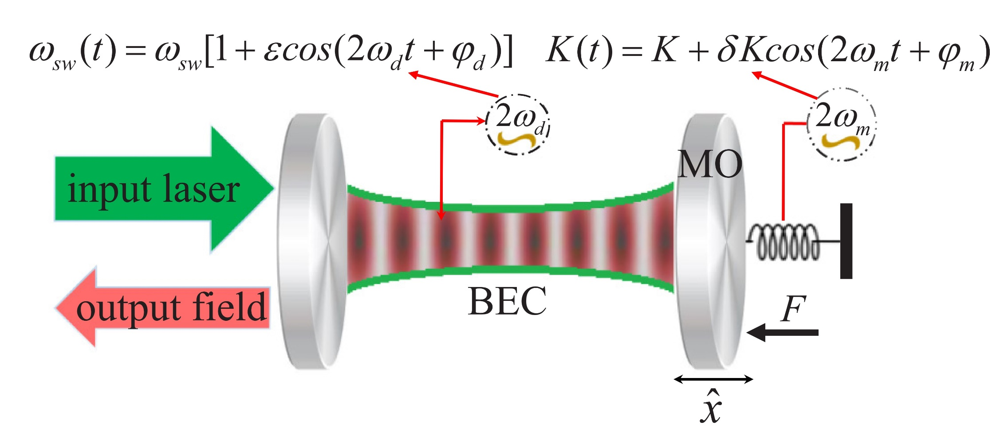 ω_sw(t) = ω_sw[1 + εcos(2ω_d t + φ_d)] K(t) = K + δKcos(2ω_m t + φ_m)
2ω_d
2ω_m
MO
input laser
output field
BEC
F
x̂